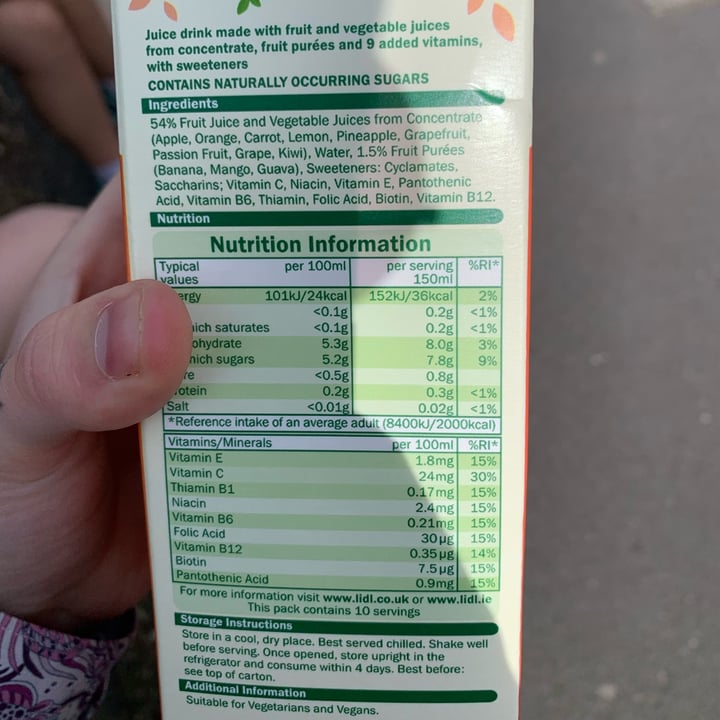 Juice drink made with fruit and vegetable juices
from concentrate, fruit purées and 9 added vitamins,
with sweeteners
CONTAINS NATURALLY OCCURRING SUGARS
Ingredients
54% Fruit Juice and Vegetable Juices from Concentrate
(Apple, Orange, Carrot, Lemon, Pineapple, Grapefruit,
Passion Fruit, Grape, Kiwi), Water, 1.5% Fruit Purées
(Banana, Mango, Guava), Sweeteners: Cyclamates,
Saccharins; Vitamin C, Niacin, Vitamin E, Pantothenic
Acid, Vitamin B6, Thiamin, Folic Acid, Biotin, Vitamin B12.
Nutrition
Nutrition Information
Typical per 100ml per serving %RI*
values 150ml
ergy 101kJ/24kcal 152kJ/36kcal 2%
<0.1g 0.2g <1%
ich saturates <0.1g 0.2g <1%
ohydrate 5.3g 8.0g 3%
nich sugars 5.2g 7.8g 9%
re <0.5g 0.8g
otein 0.2g 0.3g <1%
Salt <0.01g 0.02g <1%
*Reference intake of an average adult (8400kJ/2000kcal)
Vitamins/Minerals per 100ml %RI*
Vitamin E 1.8mg 15%
Vitamin C 24mg 30%
Thiamin B1 0.17mg 15%
Niacin 2.4mg 15%
Vitamin B6 0.21mg 15%
Folic Acid 30µg 15%
Vitamin B12 0.35µg 14%
Biotin 7.5µg 15%
Pantothenic Acid 0.9mg 15%
For more information visit www.lidl.co.uk or www.lidl.ie
This pack contains 10 servings
Storage Instructions
Store in a cool, dry place. Best served chilled. Shake well
before serving. Once opened, store upright in the
refrigerator and consume within 4 days. Best before:
see top of carton.
Additional Information
Suitable for Vegetarians and Vegans.